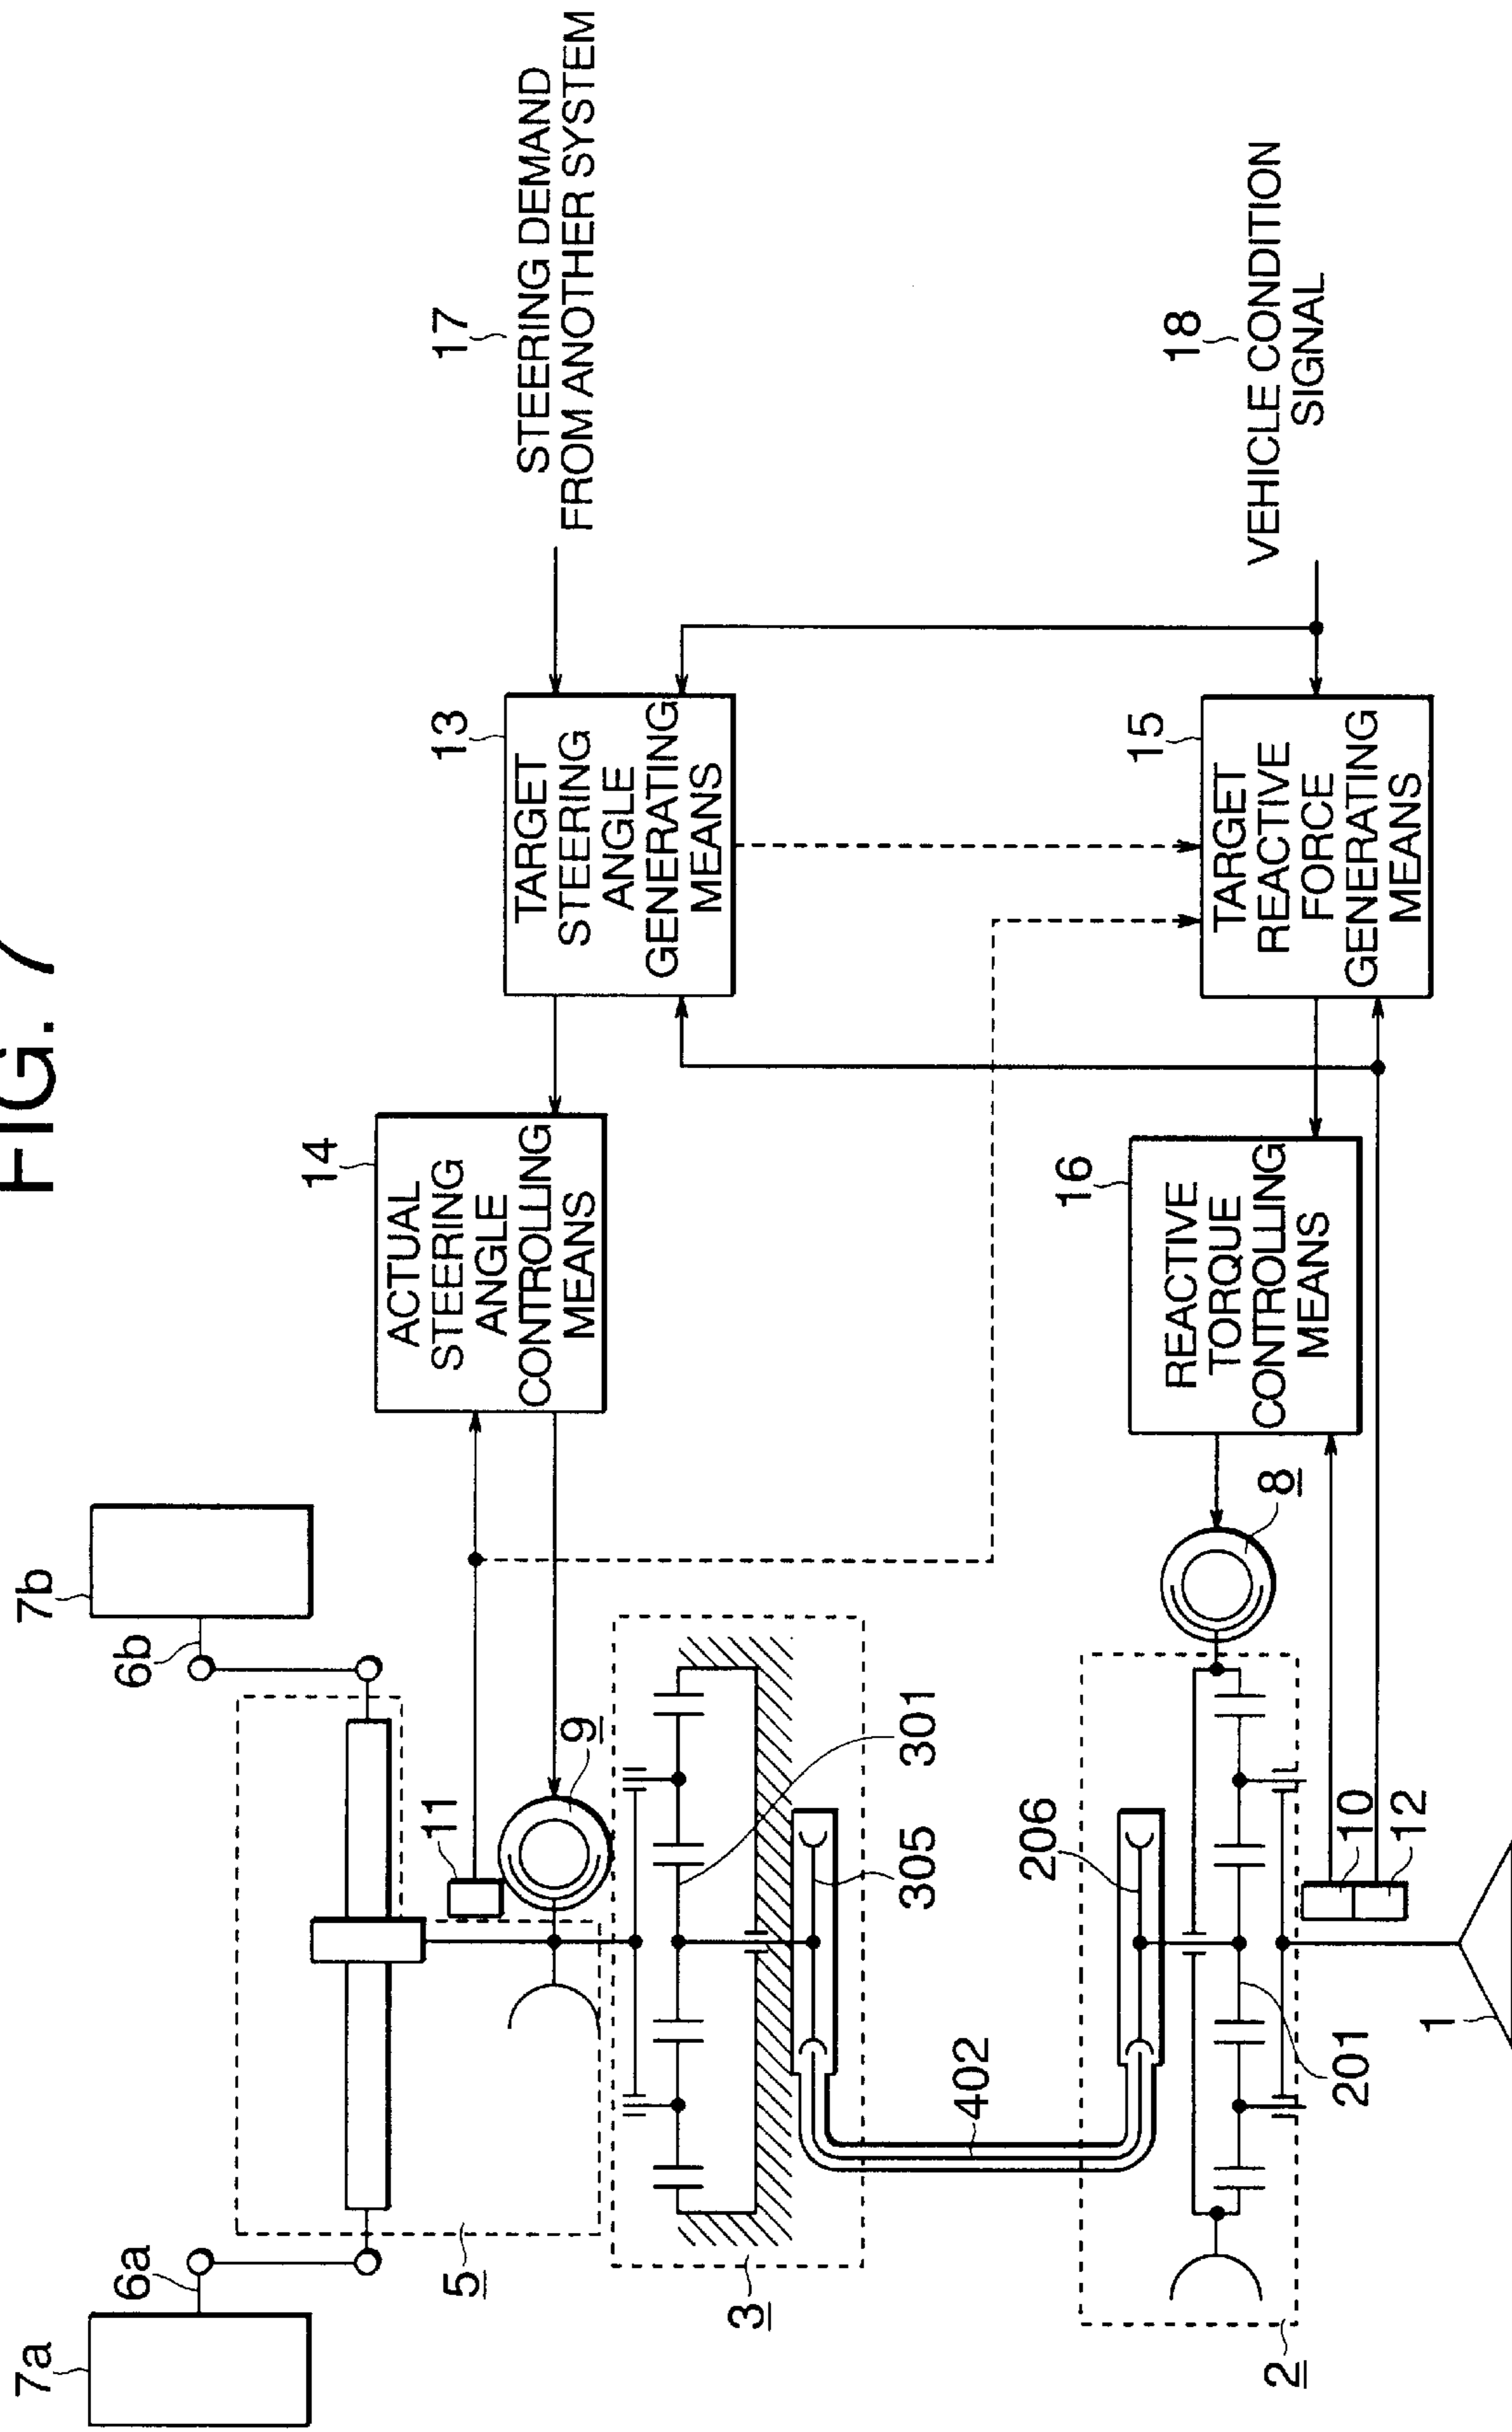 FIG. 7
7a
6a
6b
7b
5
11
9
14
ACTUAL
STEERING
ANGLE
CONTROLLING
MEANS
13
TARGET
STEERING
ANGLE
GENERATING
MEANS
17
STEERING DEMAND
FROM ANOTHER SYSTEM
3
301
305
402
206
201
2
8
16
REACTIVE
TORQUE
CONTROLLING
MEANS
15
TARGET
REACTIVE
FORCE
GENERATING
MEANS
18
VEHICLE CONDITION
SIGNAL
10
12
1